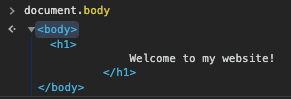 > document.body
<body>
<h1>
Welcome to my website!
</h1>
</body>